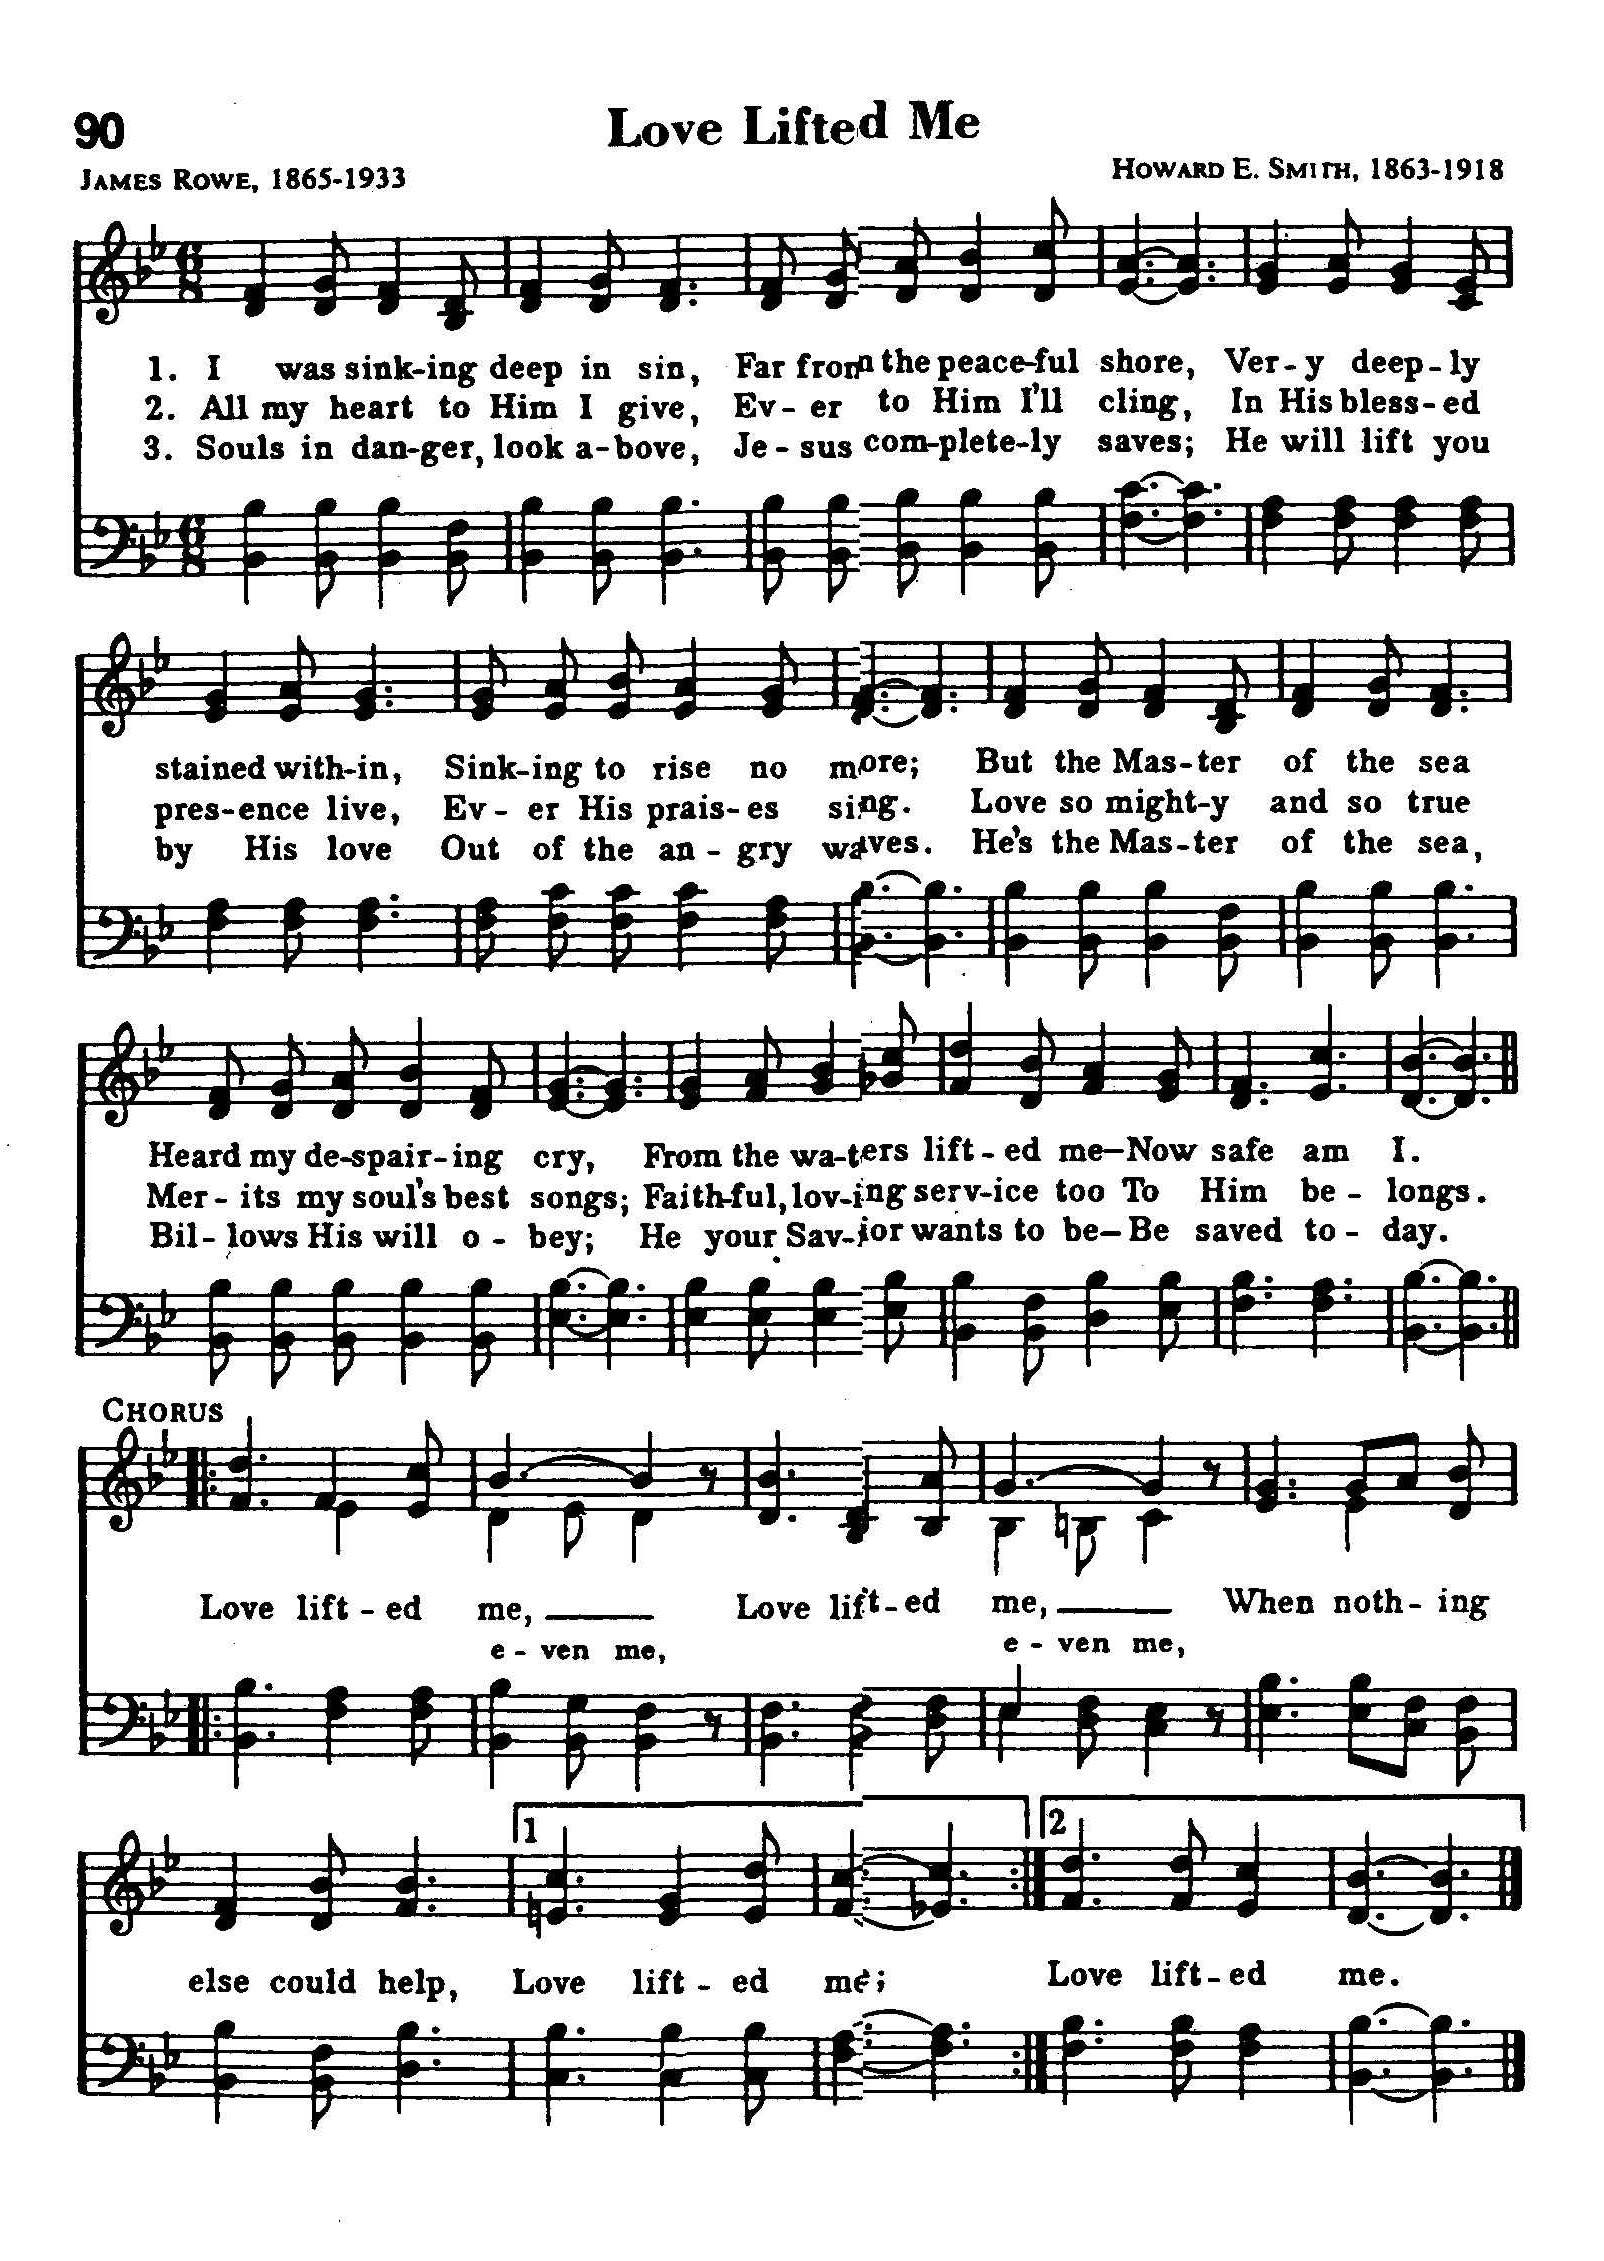 90
Love Lifted Me
JAMES ROWE, 1865-1933
HOWARD E. SMITH, 1863-1918
1. I was sink-ing deep in sin, Far from the peace-ful shore, Ver-y deep-ly
2. All my heart to Him I give, Ev-er to Him I'll cling, In His bless-ed
3. Souls in dan-ger, look a-bove, Je-sus com-plete-ly saves; He will lift you
stained with-in, Sink-ing to rise no more; But the Mas-ter of the sea
pres-ence live, Ev-er His prais-es sing. Love so might-y and so true
by His love Out of the an-gry waves. He's the Mas-ter of the sea,
Heard my de-spair-ing cry, From the wa-ters lift-ed me—Now safe am I.
Mer-its my soul's best songs; Faith-ful, lov-ing serv-ice too To Him be-longs.
Bil-lows His will o-bey; He your Sav-ior wants to be—Be saved to-day.
CHORUS
Love lift-ed me, Love lift-ed me, When noth-ing
e-ven me, e-ven me,
1 2
else could help, Love lift-ed me; Love lift-ed me.